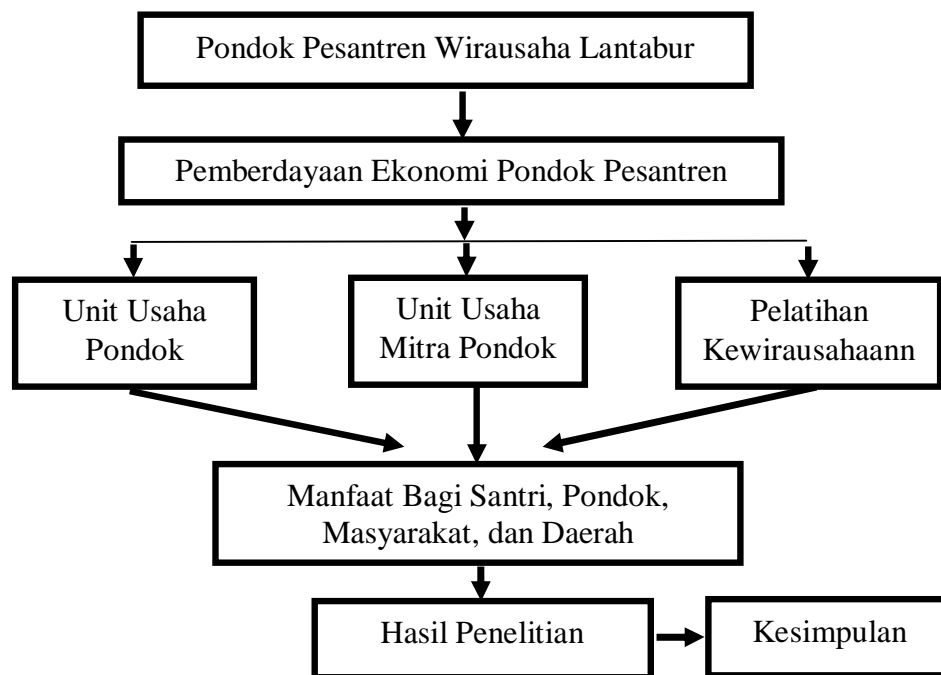 Pondok Pesantren Wirausaha Lantabur
Pemberdayaan Ekonomi Pondok Pesantren
Unit Usaha
Pondok
Unit Usaha
Mitra Pondok
Pelatihan
Kewirausahaann
Manfaat Bagi Santri, Pondok,
Masyarakat, dan Daerah
Hasil Penelitian
Kesimpulan